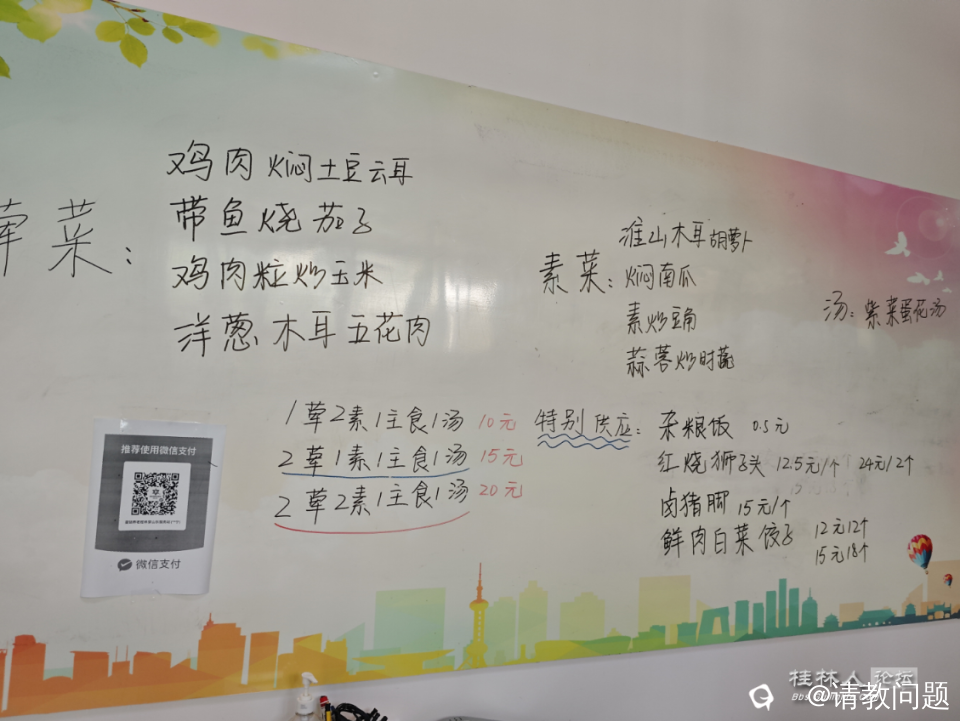 荤菜：
鸡肉焖土豆云耳
带鱼烧茄子
鸡肉粒炒玉米
洋葱木耳五花肉
素菜：
淮山木耳胡萝卜
焖南瓜
素炒豆角
蒜蓉炒时蔬
汤：紫菜蛋花汤
1荤2素1主食1汤 10元
2荤1素1主食1汤 15元
2荤2素1主食1汤 20元
特别供应：
杂粮饭 0.5元
红烧狮子头 12.5元/个 24元/2个
卤猪脚 15元/个
鲜肉白菜饺子 12元12个
15元18个
推荐使用微信支付
微信支付
桂林人论坛
@请教问题